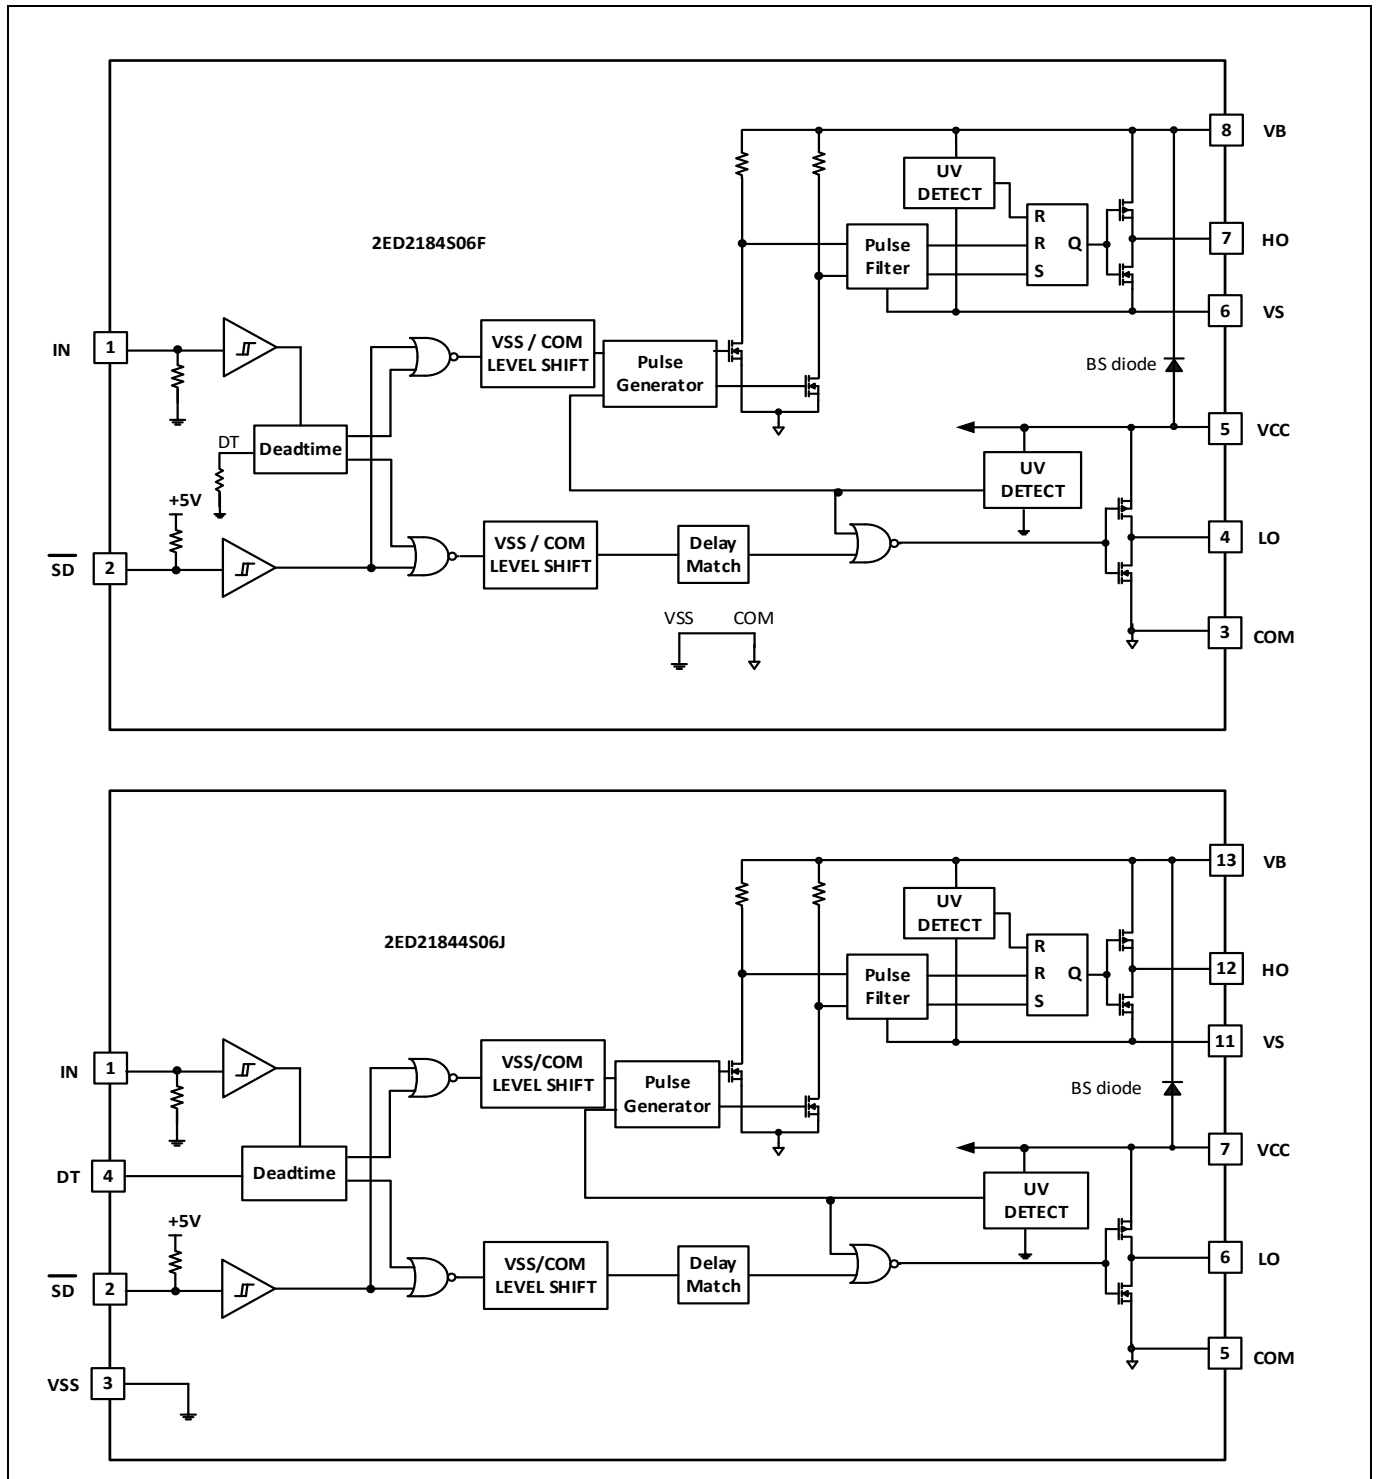 8 VB
UV
DETECT
R
2ED2184S06F
Pulse
Filter
R Q
S
7 HO
6 VS
IN 1
VSS / COM
LEVEL SHIFT
Pulse
Generator
BS diode
DT
Deadtime
5 VCC
+5V
UV
DETECT
SD 2
VSS / COM
LEVEL SHIFT
Delay
Match
4 LO
VSS COM
3 COM
13 VB
UV
DETECT
R
2ED21844S06J
Pulse
Filter
R Q
S
12 HO
11 VS
IN 1
VSS/COM
LEVEL SHIFT
Pulse
Generator
BS diode
7 VCC
DT 4
Deadtime
UV
DETECT
+5V
SD 2
VSS/COM
LEVEL SHIFT
Delay
Match
6 LO
5 COM
VSS 3